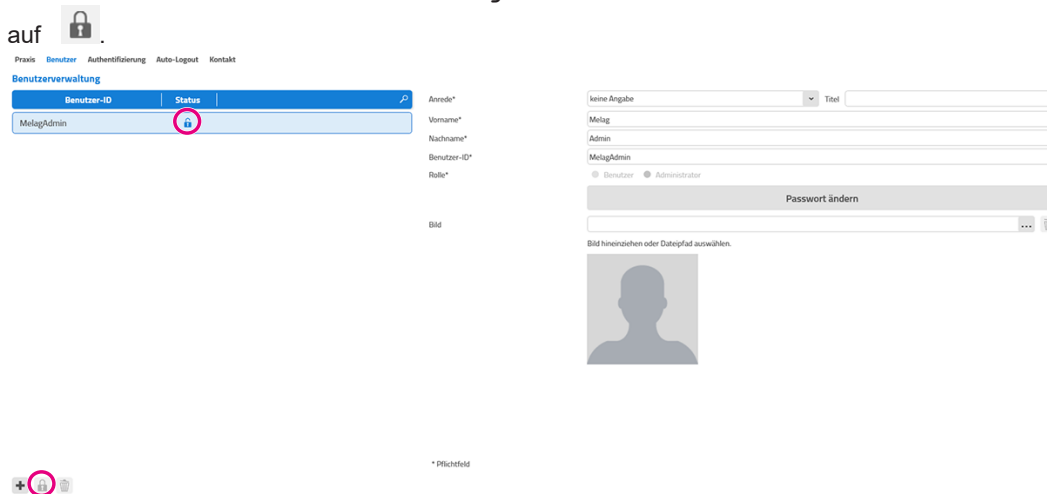 auf .
Praxis Benutzer Authentifizierung Auto-Logout Kontakt
Benutzerverwaltung
Benutzer-ID Status
MelagAdmin
Anrede* keine Angabe Titel
Vorname* Melag
Nachname* Admin
Benutzer-ID* MelagAdmin
Rolle* Benutzer Administrator
Passwort ändern
Bild ...
Bild hineinziehen oder Dateipfad auswählen.
* Pflichtfeld